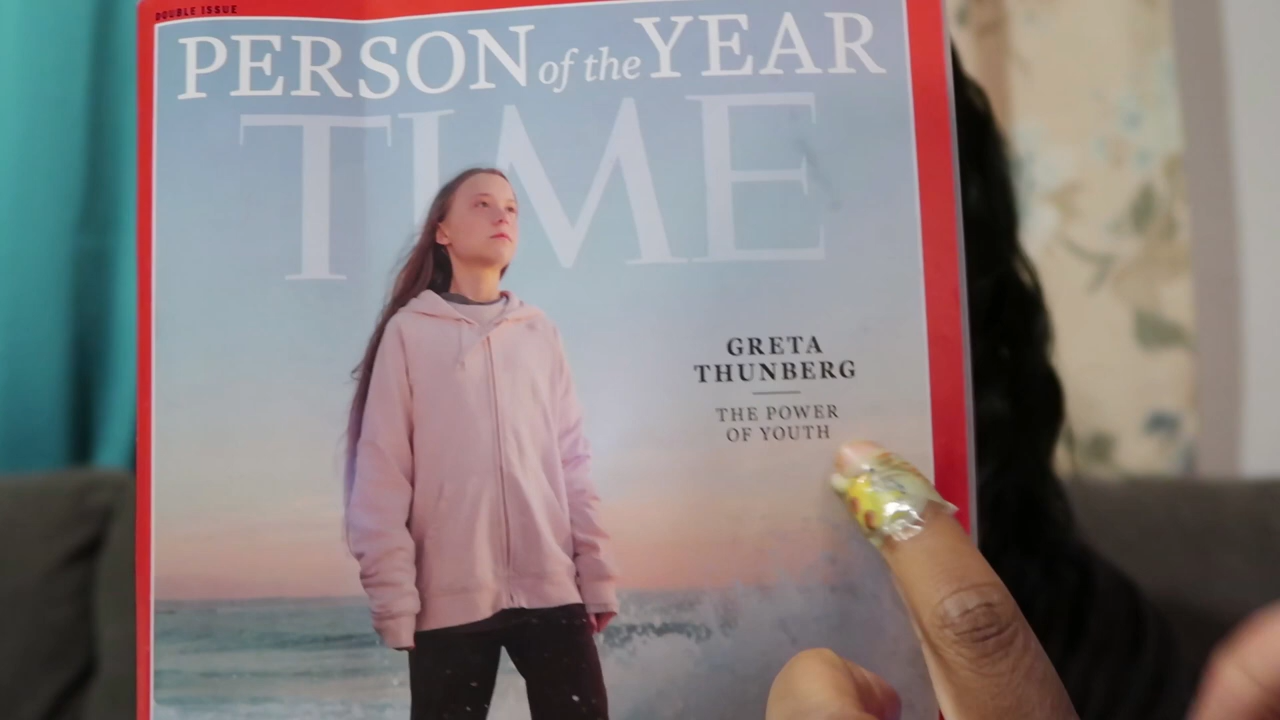 DOUBLE ISSUE
PERSON of the YEAR
TIME
GRETA
THUNBERG
THE POWER
OF YOUTH